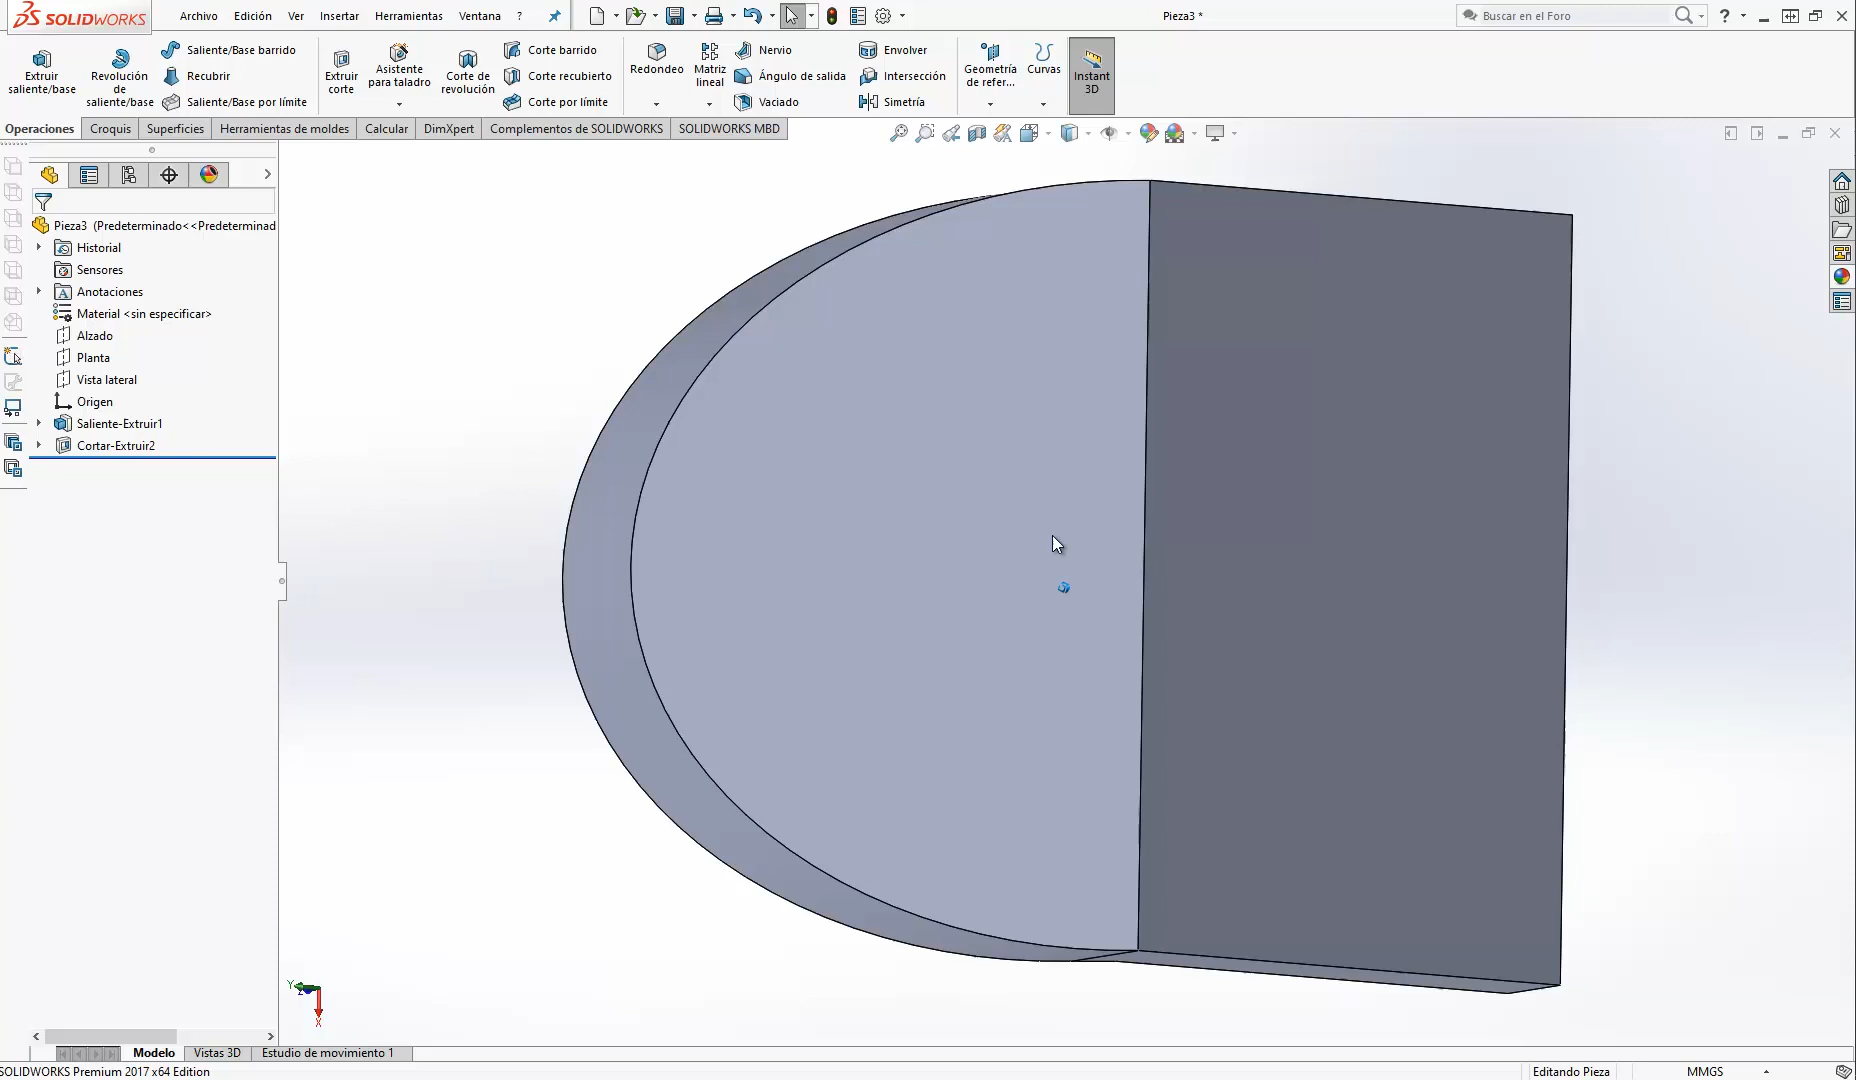 SOLIDWORKS
Archivo Edición Ver Insertar Herramientas Ventana ?
Pieza3 *
Buscar en el Foro
?
Extruir saliente/base
Revolución de saliente/base
Saliente/Base barrido
Recubrir
Saliente/Base por límite
Extruir corte
Asistente para taladro
Corte de revolución
Corte barrido
Corte recubierto
Corte por límite
Redondeo
Matriz lineal
Nervio
Ángulo de salida
Vaciado
Envolver
Intersección
Simetría
Geometría de refer...
Curvas
Instant 3D
Operaciones Croquis Superficies Herramientas de moldes Calcular DimXpert Complementos de SOLIDWORKS SOLIDWORKS MBD
Pieza3 (Predeterminado<<Predeterminad
Historial
Sensores
Anotaciones
Material <sin especificar>
Alzado
Planta
Vista lateral
Origen
Saliente-Extruir1
Cortar-Extruir2
Y
Z
X
Modelo Vistas 3D Estudio de movimiento 1
SOLIDWORKS Premium 2017 x64 Edition
Editando Pieza
MMGS